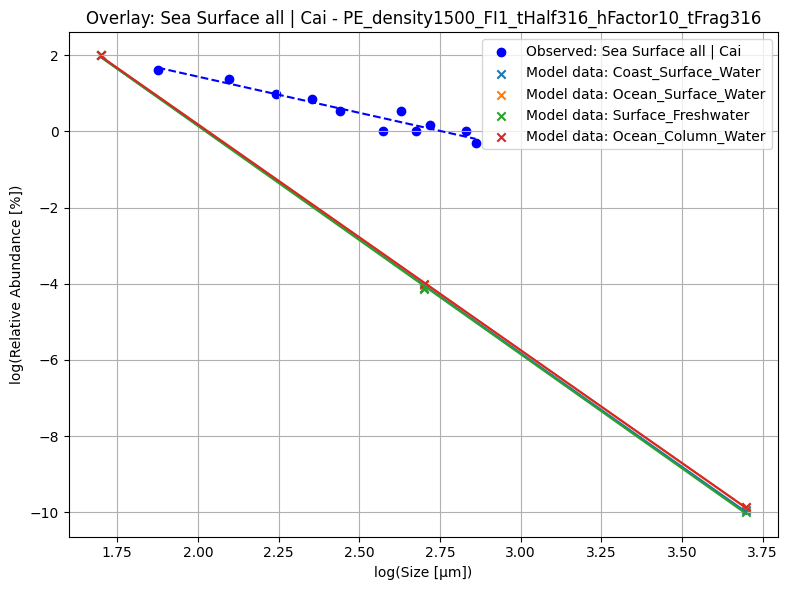 Overlay: Sea Surface all | Cai - PE_density1500_FI1_tHalf316_hFactor10_tFrag316
Observed: Sea Surface all | Cai
Model data: Coast_Surface_Water
Model data: Ocean_Surface_Water
Model data: Surface_Freshwater
Model data: Ocean_Column_Water
log(Relative Abundance [%])
2
0
−2
−4
−6
−8
−10
1.75
2.00
2.25
2.50
2.75
3.00
3.25
3.50
3.75
log(Size [µm])